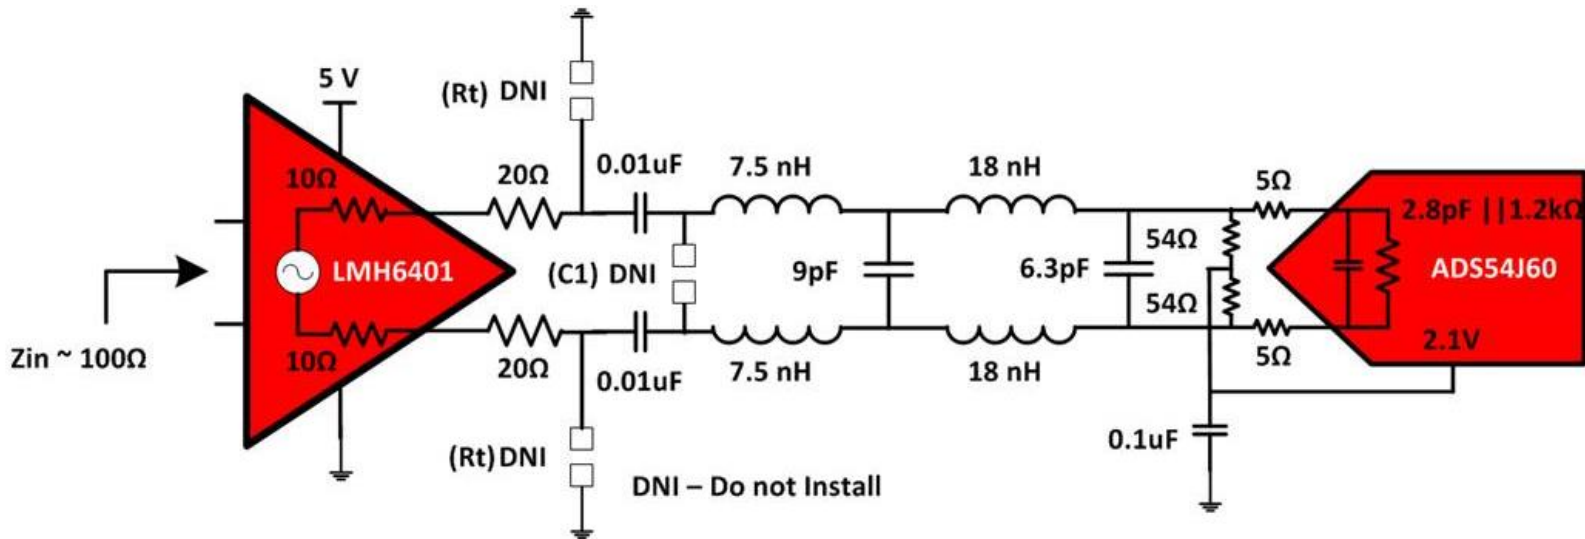 5 V
(Rt) DNI
10Ω
20Ω
0.01uF
7.5 nH
18 nH
5Ω
2.8pF ||1.2kΩ
LMH6401
(C1) DNI
9pF
6.3pF
54Ω
54Ω
ADS54J60
Zin ~ 100Ω
10Ω
20Ω
0.01uF
7.5 nH
18 nH
5Ω
2.1V
(Rt) DNI
DNI – Do not Install
0.1uF